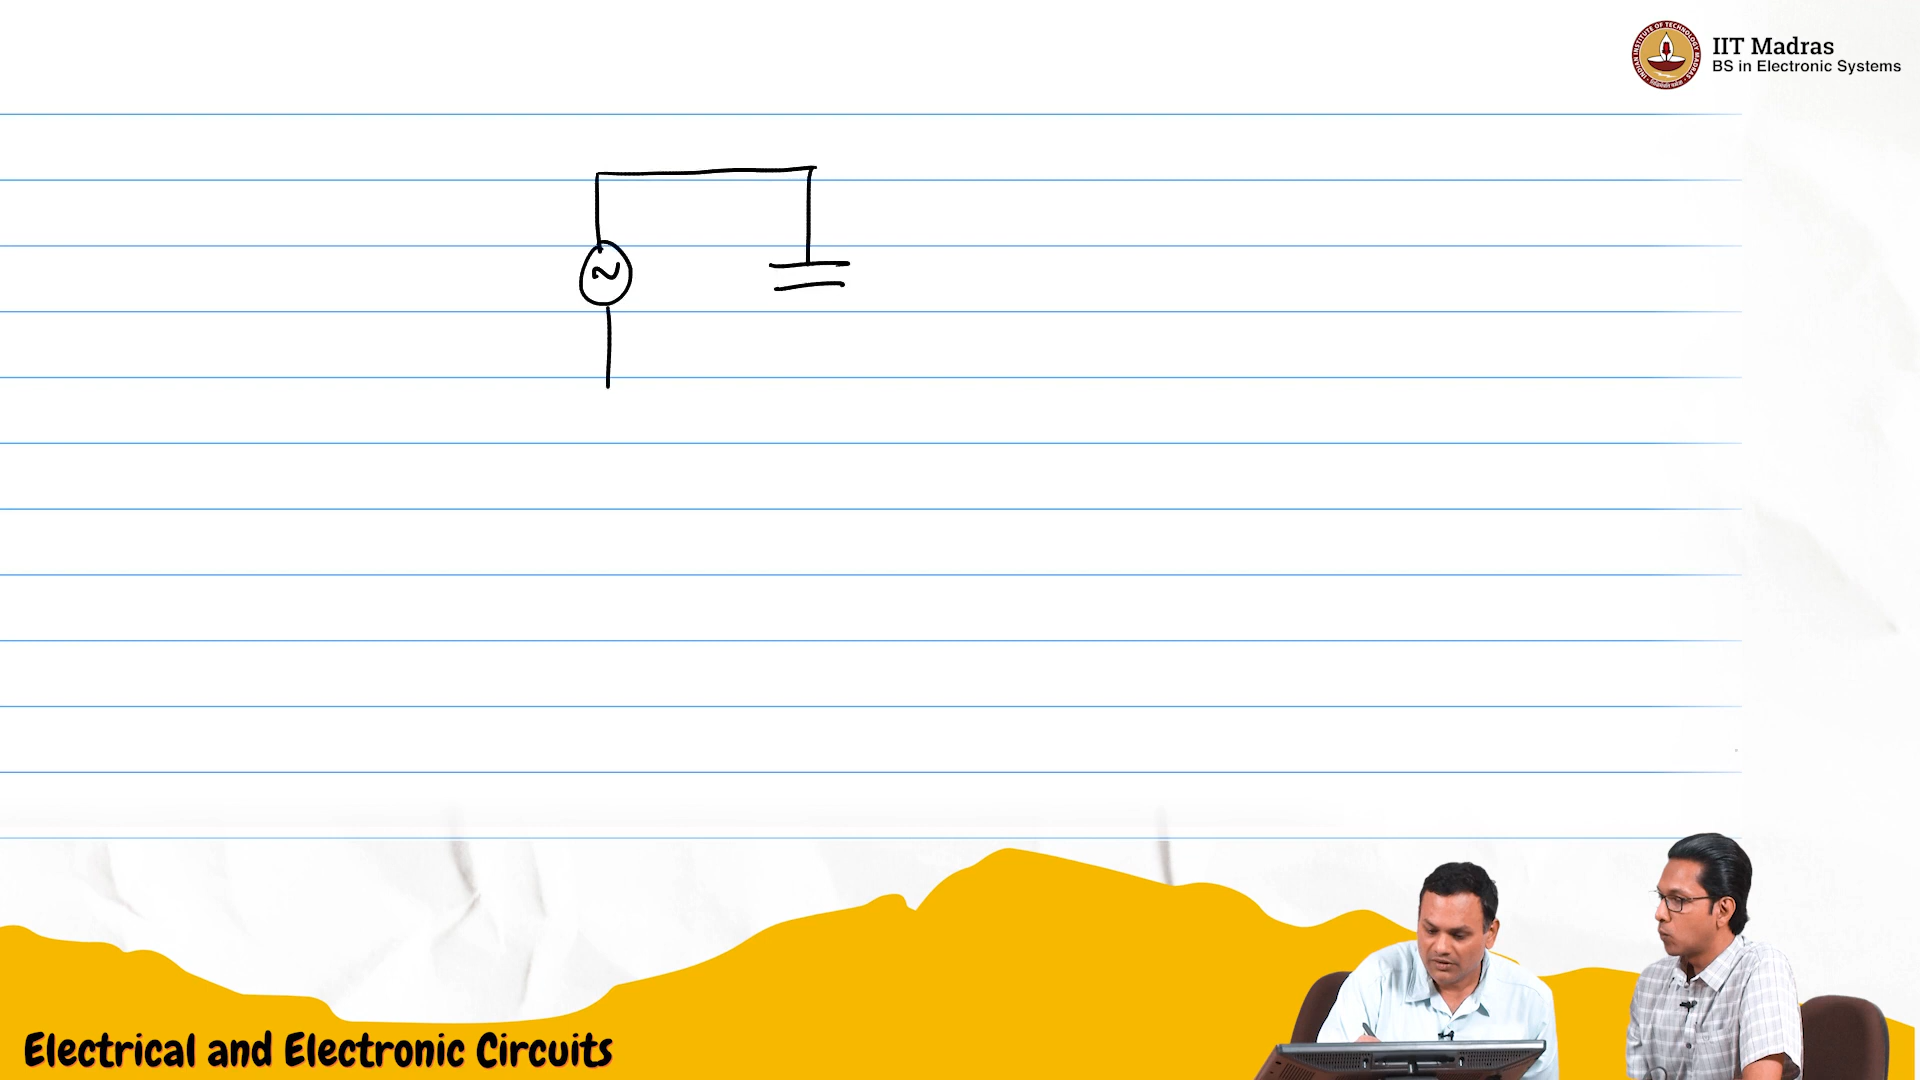 IIT Madras
BS in Electronic Systems
Electrical and Electronic Circuits